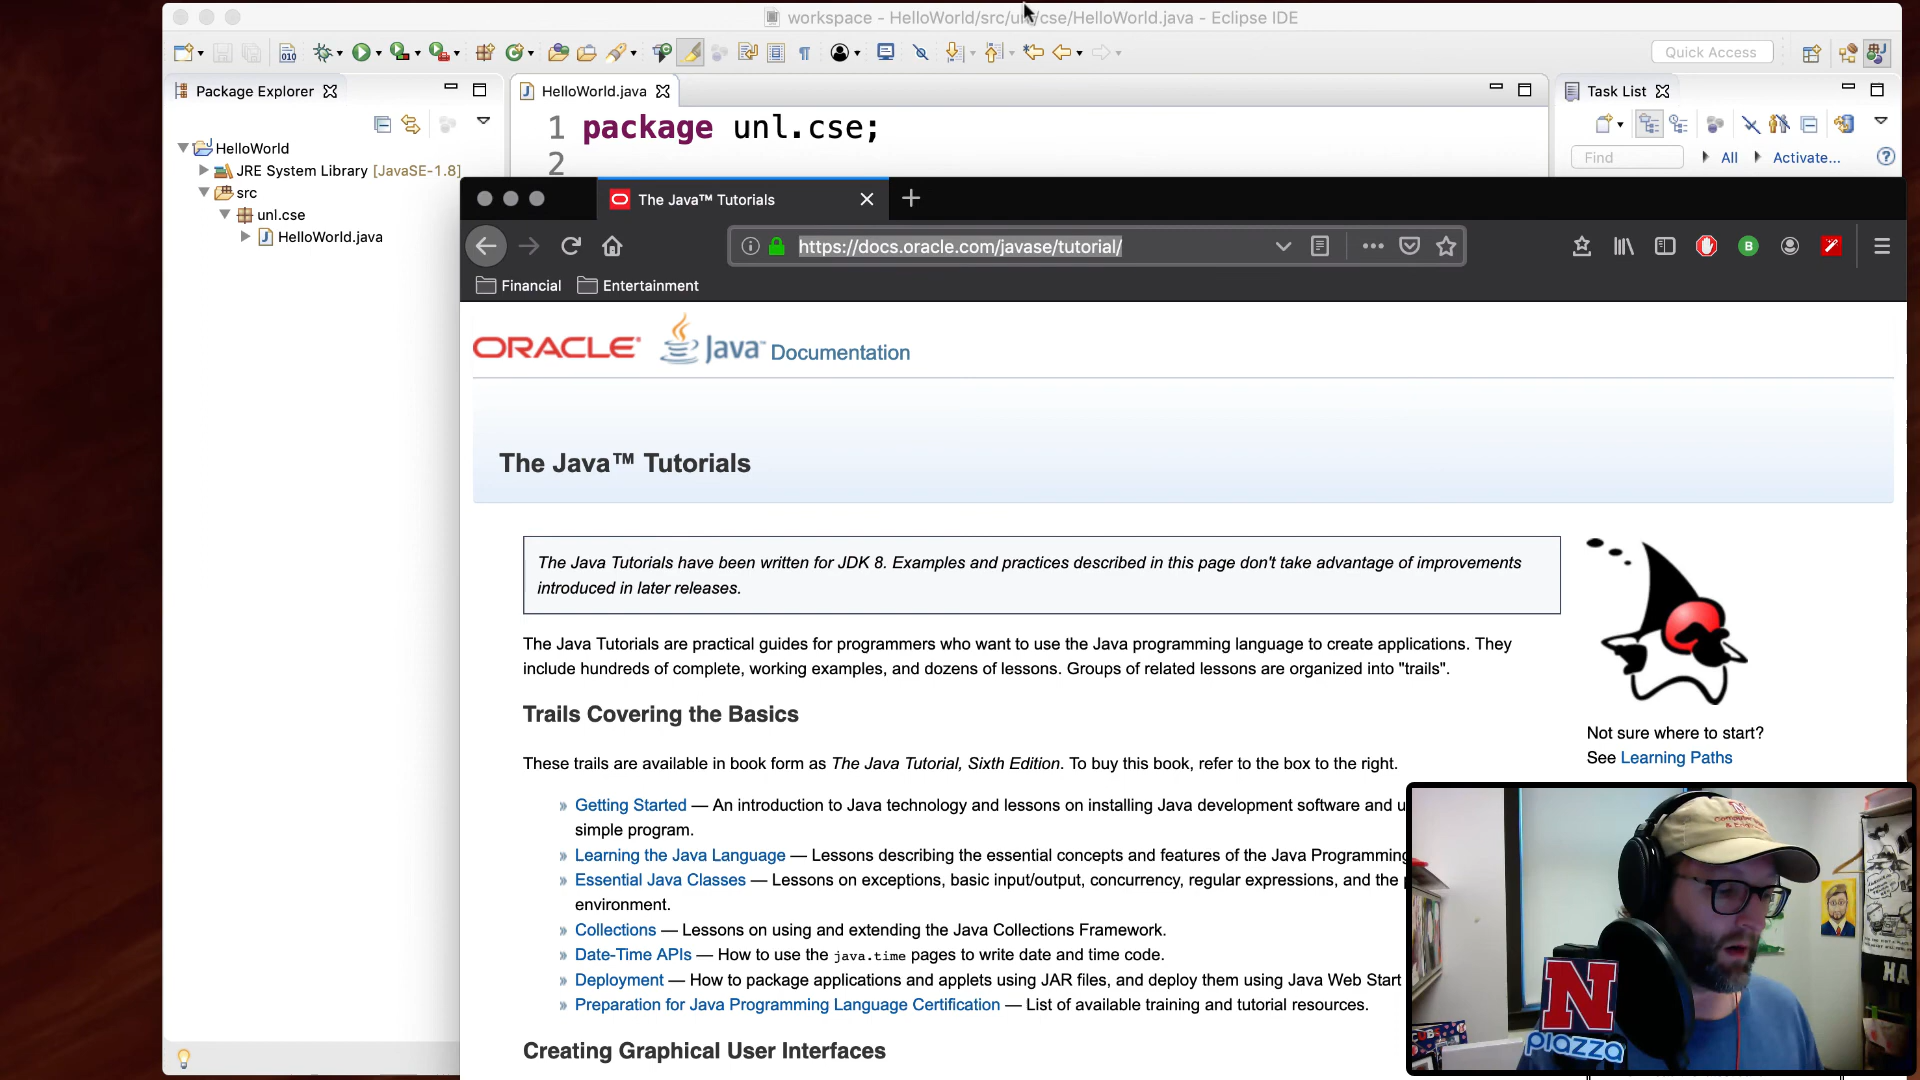 workspace - HelloWorld/src/unl/cse/HelloWorld.java - Eclipse IDE
Quick Access
Package Explorer
HelloWorld.java
Task List
1 package unl.cse;
2
Find
All
Activate...
HelloWorld
JRE System Library [JavaSE-1.8]
src
unl.cse
HelloWorld.java
The Java™ Tutorials
https://docs.oracle.com/javase/tutorial/
Financial
Entertainment
ORACLE Java Documentation
The Java™ Tutorials
The Java Tutorials have been written for JDK 8. Examples and practices described in this page don't take advantage of improvements
introduced in later releases.
The Java Tutorials are practical guides for programmers who want to use the Java programming language to create applications. They
include hundreds of complete, working examples, and dozens of lessons. Groups of related lessons are organized into "trails".
Not sure where to start?
See Learning Paths
Trails Covering the Basics
These trails are available in book form as The Java Tutorial, Sixth Edition. To buy this book, refer to the box to the right.
» Getting Started — An introduction to Java technology and lessons on installing Java development software and
simple program.
» Learning the Java Language — Lessons describing the essential concepts and features of the Java Programming
» Essential Java Classes — Lessons on exceptions, basic input/output, concurrency, regular expressions, and the
environment.
» Collections — Lessons on using and extending the Java Collections Framework.
» Date-Time APIs — How to use the java.time pages to write date and time code.
» Deployment — How to package applications and applets using JAR files, and deploy them using Java Web Start
» Preparation for Java Programming Language Certification — List of available training and tutorial resources.
Creating Graphical User Interfaces
N
piazza
HA